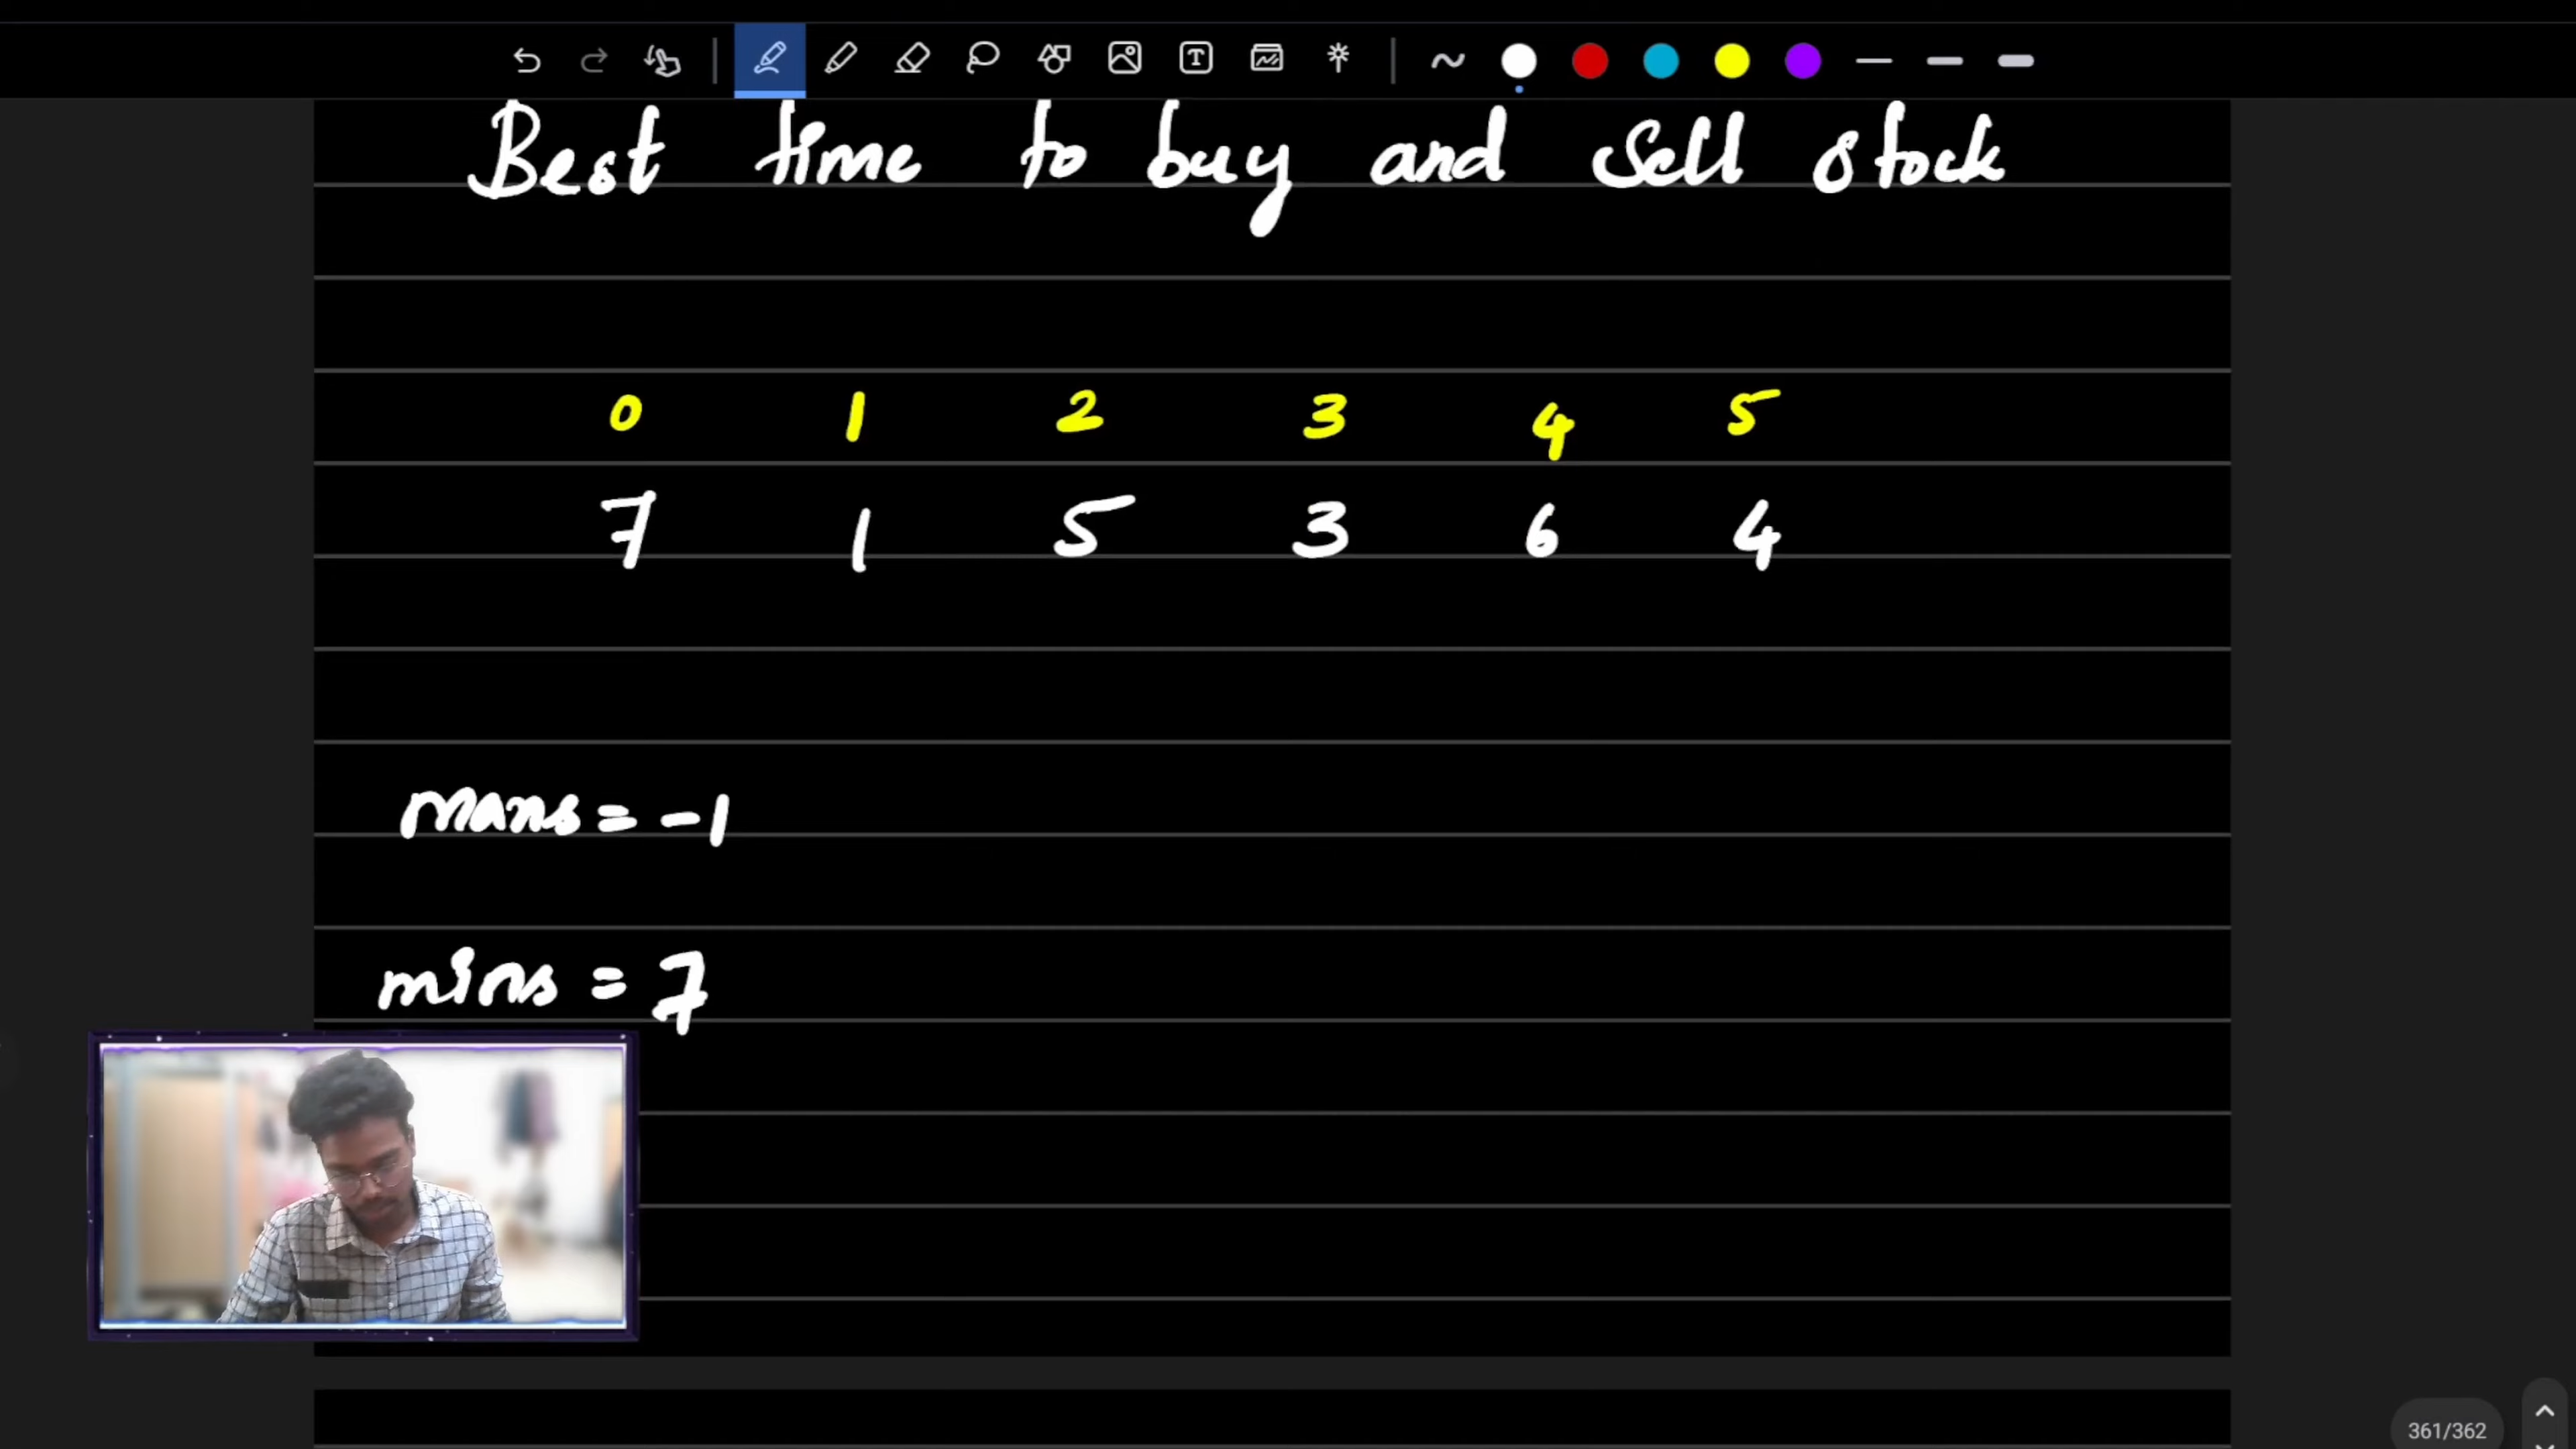 Best time to buy and sell stock
0 1 2 3 4 5
7 1 5 3 6 4
mans = -1
mins = 7
361/362